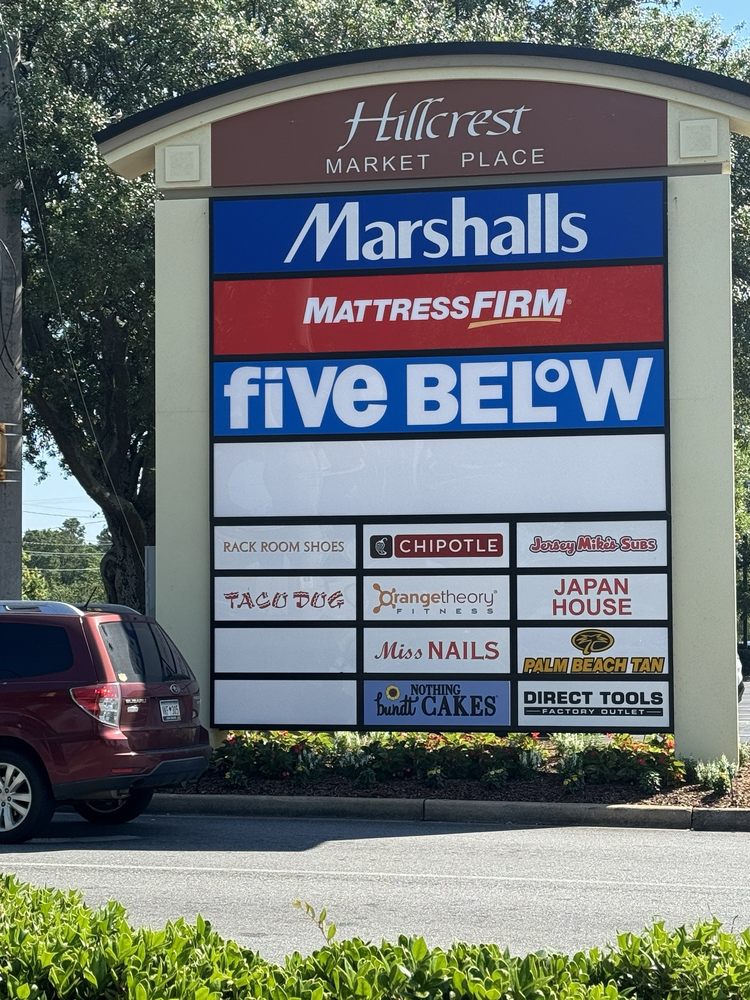 Hillcrest
MARKET PLACE
Marshalls
MATTRESSFIRM®
five BELOW
RACK ROOM SHOES
CHIPOTLE
Jersey Mike's SUBS
TACO DOG
Orangetheory®
FITNESS
JAPAN
HOUSE
Miss NAILS
PALM BEACH TAN
NOTHING
bundt CAKES
DIRECT TOOLS
FACTORY OUTLET